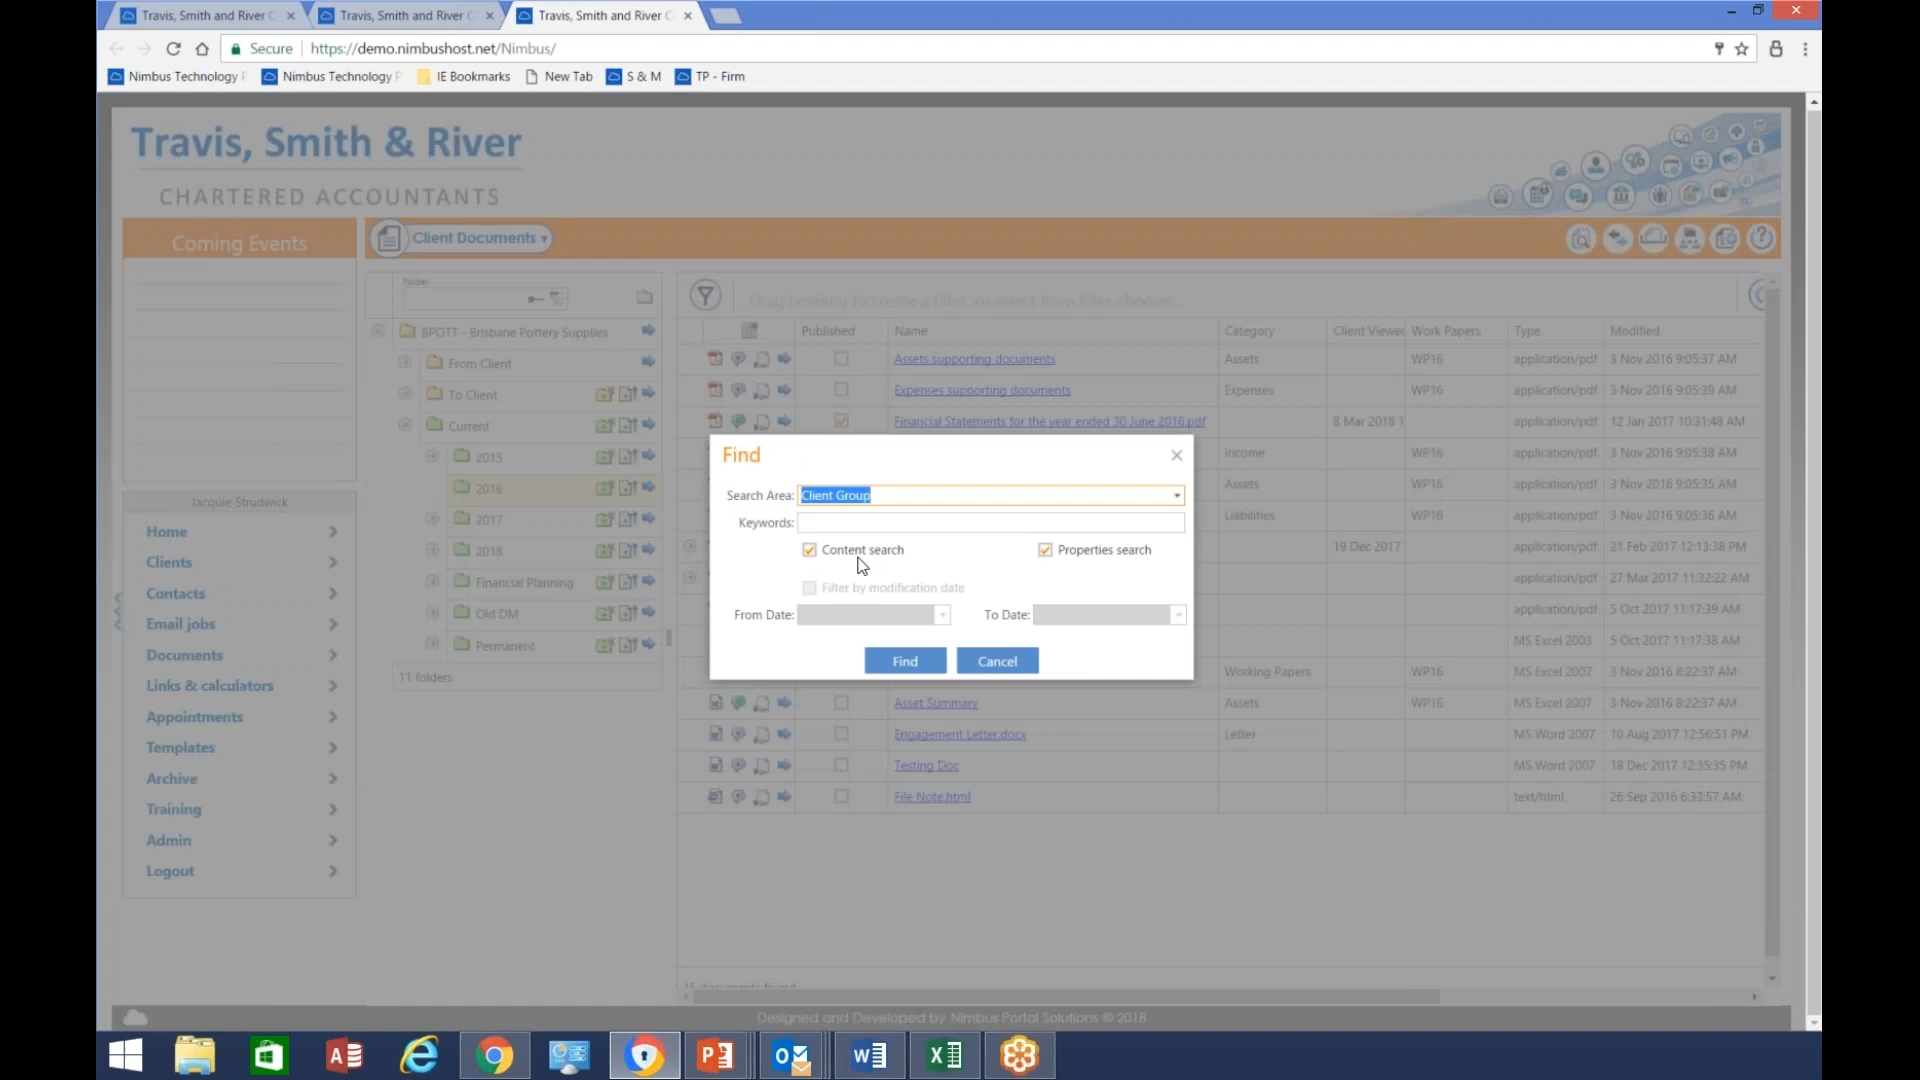 Travis, Smith and River C
Travis, Smith and River C
Travis, Smith and River C
Secure
https://demo.nimbushost.net/Nimbus/
Nimbus Technology P
Nimbus Technology P
IE Bookmarks
New Tab
S & M
TP - Firm
Travis, Smith & River
CHARTERED ACCOUNTANTS
Coming Events
Client Documents
Folder
Drag heading to create a filter, or select from filter chooser...
BPOTT - Brisbane Pottery Supplies
From Client
To Client
Current
2015
2016
2017
2018
Financial Planning
Old DM
Permanent
11 folders
Jacquie Strudwick
Home
Clients
Contacts
Email jobs
Documents
Links & calculators
Appointments
Templates
Archive
Training
Admin
Logout
Published Name Category Client Viewed Work Papers Type Modified
Assets supporting documents Assets WP16 application/pdf 3 Nov 2016 9:05:37 AM
Expenses supporting documents Expenses WP16 application/pdf 3 Nov 2016 9:05:39 AM
Financial Statements for the year ended 30 June 2016.pdf 8 Mar 2018 1 application/pdf 12 Jan 2017 10:31:48 AM
Income WP16 application/pdf 3 Nov 2016 9:05:38 AM
Assets WP16 application/pdf 3 Nov 2016 9:05:35 AM
Liabilities WP16 application/pdf 3 Nov 2016 9:05:36 AM
19 Dec 2017 application/pdf 21 Feb 2017 12:13:38 PM
application/pdf 27 Mar 2017 11:32:22 AM
application/pdf 5 Oct 2017 11:17:39 AM
MS Excel 2003 5 Oct 2017 11:17:38 AM
Working Papers WP16 MS Excel 2007 3 Nov 2016 8:22:37 AM
Asset Summary Assets WP16 MS Excel 2007 3 Nov 2016 8:22:37 AM
Engagement Letter.docx Letter MS Word 2007 10 Aug 2017 12:56:51 PM
Testing Doc MS Word 2007 18 Dec 2017 12:35:35 PM
File Note.html text/html 26 Sep 2016 6:33:57 AM
15 documents found
Find
Search Area: Client Group
Keywords:
Content search
Properties search
Filter by modification date
From Date:
To Date:
Find
Cancel
Designed and Developed by Nimbus Portal Solutions © 2018